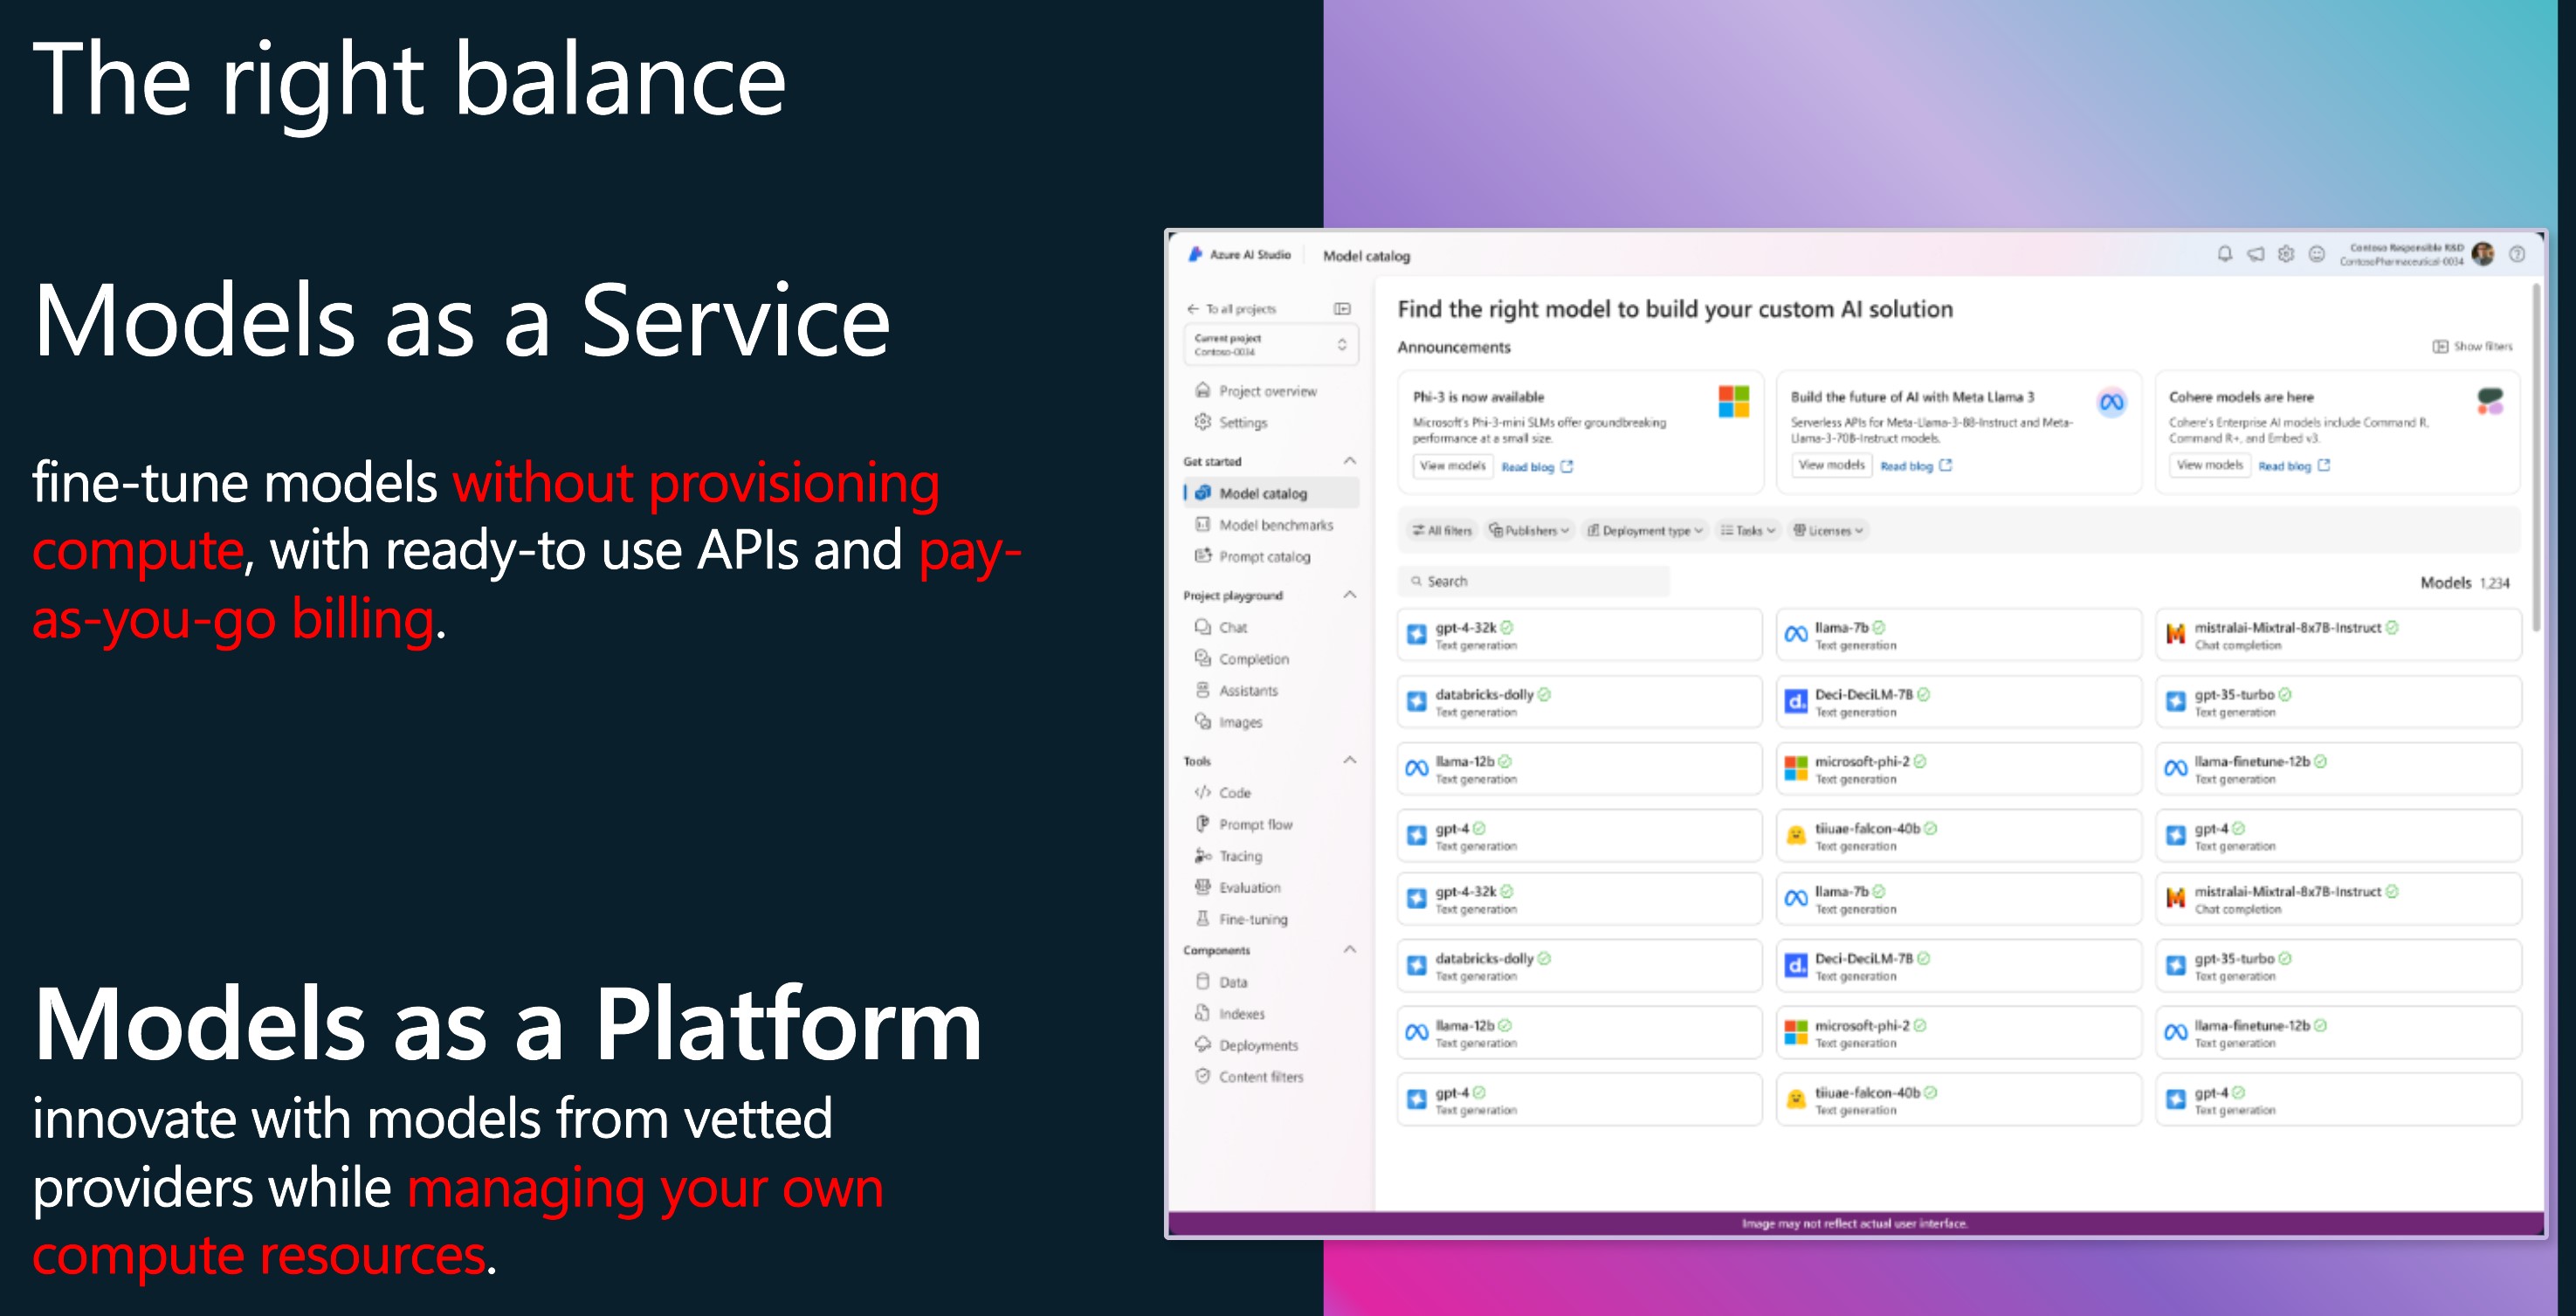 The right balance
Models as a Service
fine-tune models without provisioning
compute, with ready-to use APIs and pay-
as-you-go billing.
Models as a Platform
innovate with models from vetted
providers while managing your own
compute resources.
Azure AI Studio
Model catalog
Contoso Responsible R&D
ContosoPharmaceutical-0034
To all projects
Current project
Contoso-0034
Project overview
Settings
Get started
Model catalog
Model benchmarks
Prompt catalog
Project playground
Chat
Completion
Assistants
Images
Tools
Code
Prompt flow
Tracing
Evaluation
Fine-tuning
Components
Data
Indexes
Deployments
Content filters
Find the right model to build your custom AI solution
Announcements
Show filters
Phi-3 is now available
Microsoft's Phi-3-mini SLMs offer groundbreaking
performance at a small size.
View models Read blog
Build the future of AI with Meta Llama 3
Serverless APIs for Meta-Llama-3-8B-Instruct and Meta-
Llama-3-70B-Instruct models.
View models Read blog
Cohere models are here
Cohere's Enterprise AI models include Command R,
Command R+, and Embed v3.
View models Read blog
All filters Publishers Deployment type Tasks Licenses
Search
Models 1,234
gpt-4-32k
Text generation
llama-7b
Text generation
mistralai-Mixtral-8x7B-Instruct
Chat completion
databricks-dolly
Text generation
Deci-DeciLM-7B
Text generation
gpt-35-turbo
Text generation
llama-12b
Text generation
microsoft-phi-2
Text generation
llama-finetune-12b
Text generation
gpt-4
Text generation
tiiuae-falcon-40b
Text generation
gpt-4
Text generation
gpt-4-32k
Text generation
llama-7b
Text generation
mistralai-Mixtral-8x7B-Instruct
Chat completion
databricks-dolly
Text generation
Deci-DeciLM-7B
Text generation
gpt-35-turbo
Text generation
llama-12b
Text generation
microsoft-phi-2
Text generation
llama-finetune-12b
Text generation
gpt-4
Text generation
tiiuae-falcon-40b
Text generation
gpt-4
Text generation
Image may not reflect actual user interface.